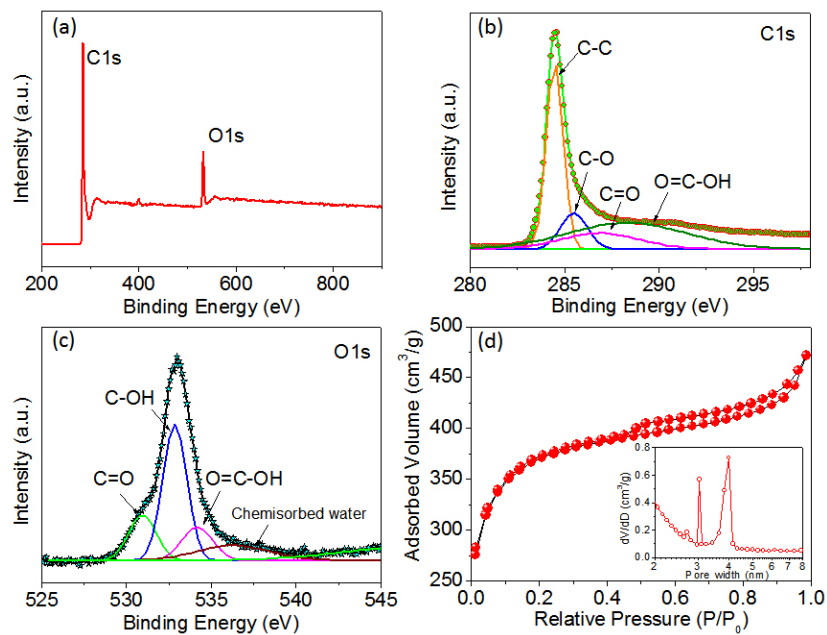 (a)
C1s
O1s
Intensity (a.u.)
200 400 600 800
Binding Energy (eV)
(b)
C1s
C-C
C-O
C=O
O=C-OH
Intensity (a.u.)
280 285 290 295
Binding Energy (eV)
(c)
O1s
C-OH
C=O
O=C-OH
Chemisorbed water
Intensity (a.u.)
525 530 535 540 545
Binding Energy (eV)
(d)
500
450
400
350
300
250
Adsorbed Volume (cm3/g)
0.0 0.2 0.4 0.6 0.8 1.0
Relative Pressure (P/P0)
0.8
0.6
0.4
0.2
0.0
dV/dD (cm3/g)
2 3 4 5 6 7 8
P ore width (nm)